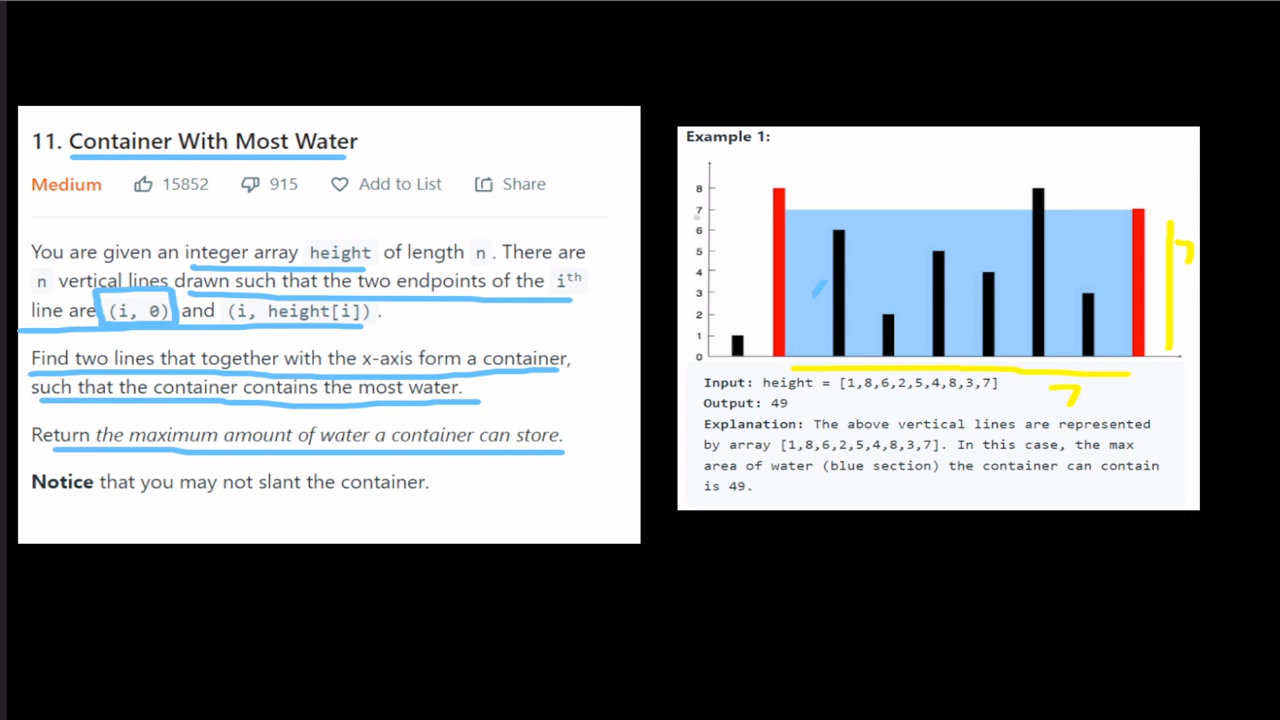 11. Container With Most Water
Medium 15852 915 Add to List Share
You are given an integer array height of length n . There are
n vertical lines drawn such that the two endpoints of the ith
line are (i, 0) and (i, height[i]) .
Find two lines that together with the x-axis form a container,
such that the container contains the most water.
Return the maximum amount of water a container can store.
Notice that you may not slant the container.
Example 1:
8
7
6
5
4
3
2
1
0
7
7
Input: height = [1,8,6,2,5,4,8,3,7]
Output: 49
Explanation: The above vertical lines are represented
by array [1,8,6,2,5,4,8,3,7]. In this case, the max
area of water (blue section) the container can contain
is 49.